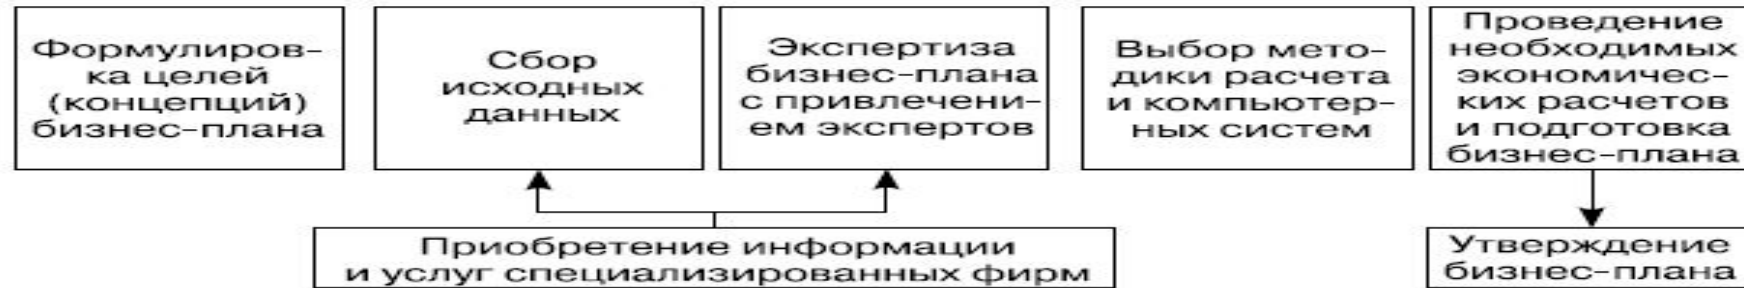 Формулиров-
ка целей
(концепций)
бизнес-плана
Сбор
исходных
данных
Экспертиза
бизнес-плана
с привлечени-
ем экспертов
Выбор мето-
дики расчета
и компьютер-
ных систем
Проведение
необходимых
экономичес-
ких расчетов
и подготовка
бизнес-плана
Приобретение информации
и услуг специализированных фирм
Утверждение
бизнес-плана